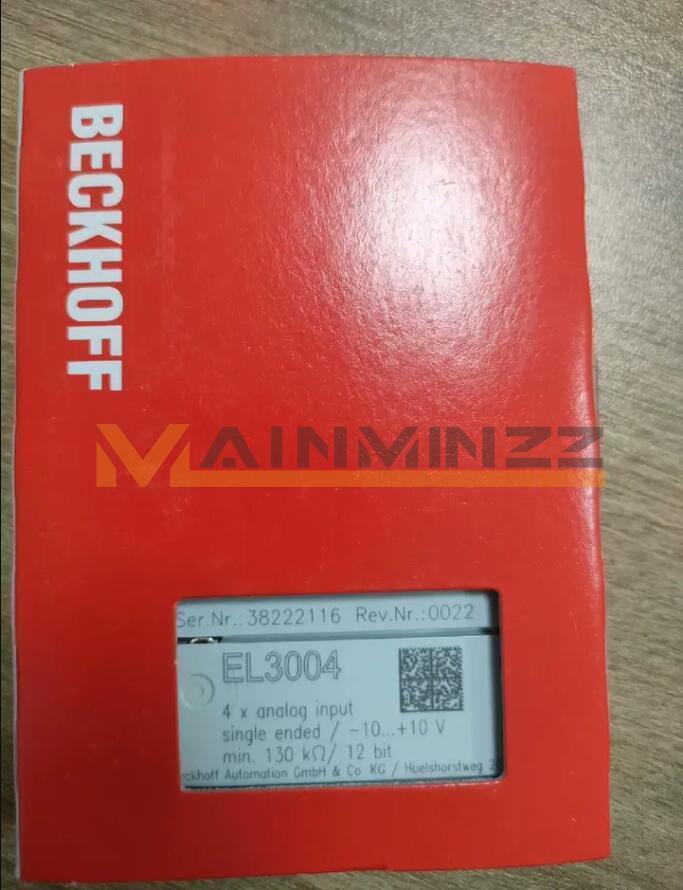 BECKHOFF
MAINMINZZ
Ser.Nr.: 38222116 Rev.Nr.:0022
EL3004
4 x analog input
single ended / -10...+10 V
min. 130 kΩ/ 12 bit
ckhoff Automation GmbH & Co. KG / Huelshorstweg 2